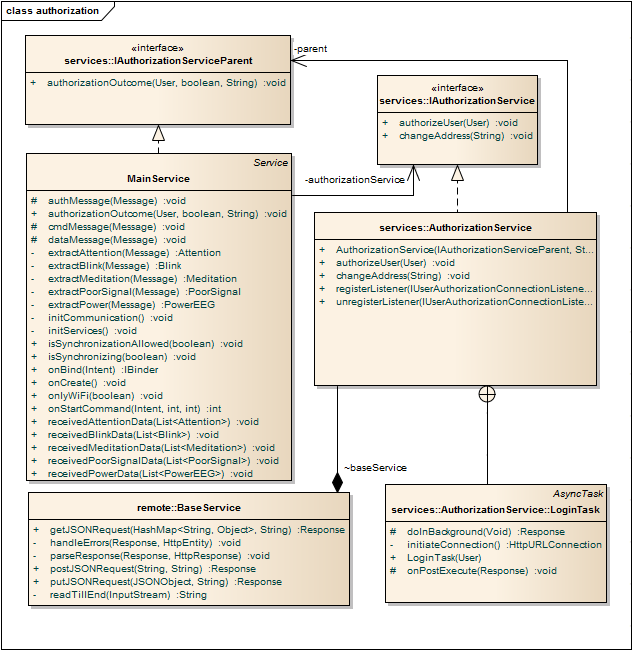 class authorization
«interface»
services::IAuthorizationServiceParent
+ authorizationOutcome(User, boolean, String) :void
-parent
«interface»
services::IAuthorizationService
+ authorizeUser(User) :void
+ changeAddress(String) :void
Service
MainService
# authMessage(Message) :void
+ authorizationOutcome(User, boolean, String) :void
# cmdMessage(Message) :void
# dataMessage(Message) :void
- extractAttention(Message) :Attention
- extractBlink(Message) :Blink
- extractMeditation(Message) :Meditation
- extractPoorSignal(Message) :PoorSignal
- extractPower(Message) :PowerEEG
- initCommunication() :void
- initServices() :void
+ isSynchronizationAllowed(boolean) :void
+ isSynchronizing(boolean) :void
+ onBind(Intent) :IBinder
+ onCreate() :void
+ onlyWiFi(boolean) :void
+ onStartCommand(Intent, int, int) :int
+ receivedAttentionData(List<Attention>) :void
+ receivedBlinkData(List<Blink>) :void
+ receivedMeditationData(List<Meditation>) :void
+ receivedPoorSignalData(List<PoorSignal>) :void
+ receivedPowerData(List<PowerEEG>) :void
-authorizationService
services::AuthorizationService
+ AuthorizationService(IAuthorizationServiceParent, St...
+ authorizeUser(User) :void
+ changeAddress(String) :void
+ registerListener(IUserAuthorizationConnectionListene...
+ unregisterListener(IUserAuthorizationConnectionListe...
~baseService
remote::BaseService
+ getJSONRequest(HashMap<String, Object>, String) :Response
- handleErrors(Response, HttpEntity) :void
- parseResponse(Response, HttpResponse) :void
+ postJSONRequest(String, String) :Response
+ putJSONRequest(JSONObject, String) :Response
- readTillEnd(InputStream) :String
AsyncTask
services::AuthorizationService::LoginTask
# doInBackground(Void) :Response
- initiateConnection() :HttpURLConnection
+ LoginTask(User)
# onPostExecute(Response) :void